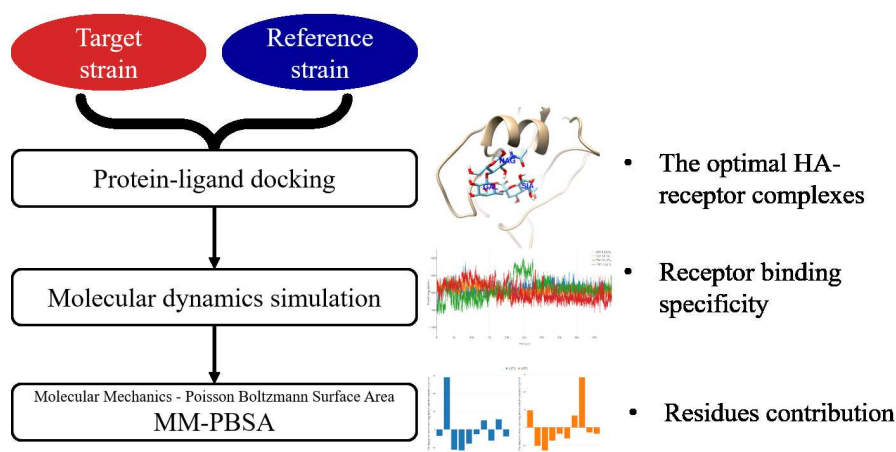 Target
strain
Reference
strain
Protein-ligand docking
NAG
GAL
SIA
• The optimal HA-
receptor complexes
Molecular dynamics simulation
• Receptor binding
specificity
Molecular Mechanics - Poisson Boltzmann Surface Area
MM-PBSA
• Residues contribution